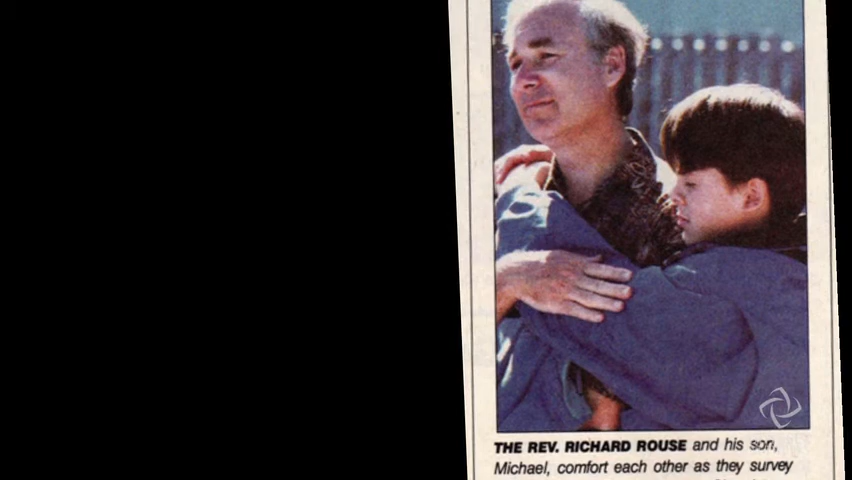 THE REV. RICHARD ROUSE and his son,
Michael, comfort each other as they survey